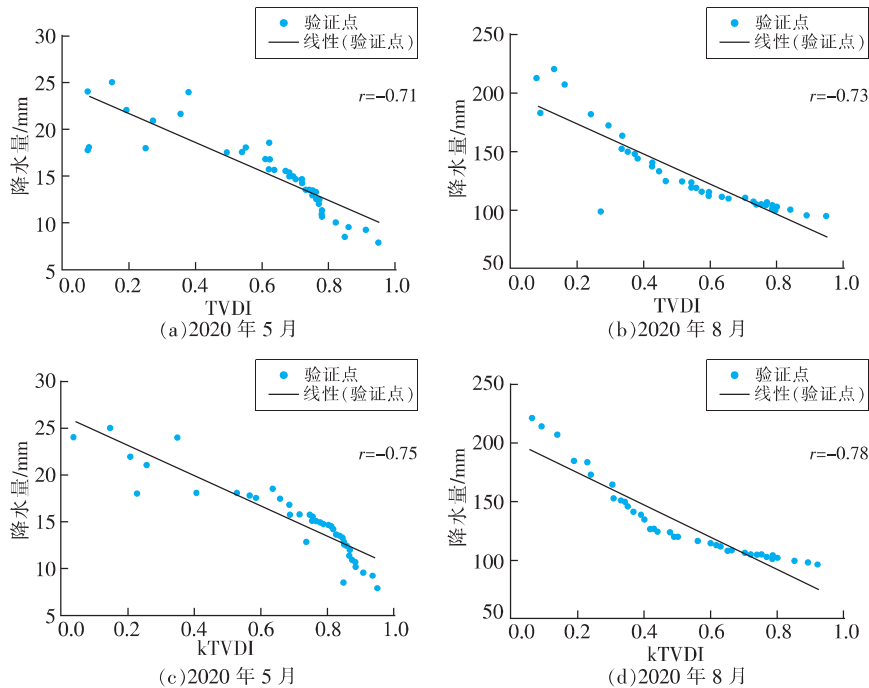 验证点
线性(验证点)
r=-0.71
降水量/mm
30
25
20
15
10
5
0.0 0.2 0.4 0.6 0.8 1.0
TVDI
(a)2020 年 5 月
验证点
线性(验证点)
r=-0.73
降水量/mm
250
200
150
100
50
0.0 0.2 0.4 0.6 0.8 1.0
TVDI
(b)2020 年 8 月
验证点
线性(验证点)
r=-0.75
降水量/mm
30
25
20
15
10
5
0.0 0.2 0.4 0.6 0.8 1.0
kTVDI
(c)2020 年 5 月
验证点
线性(验证点)
r=-0.78
降水量/mm
250
200
150
100
50
0.0 0.2 0.4 0.6 0.8 1.0
kTVDI
(d)2020 年 8 月